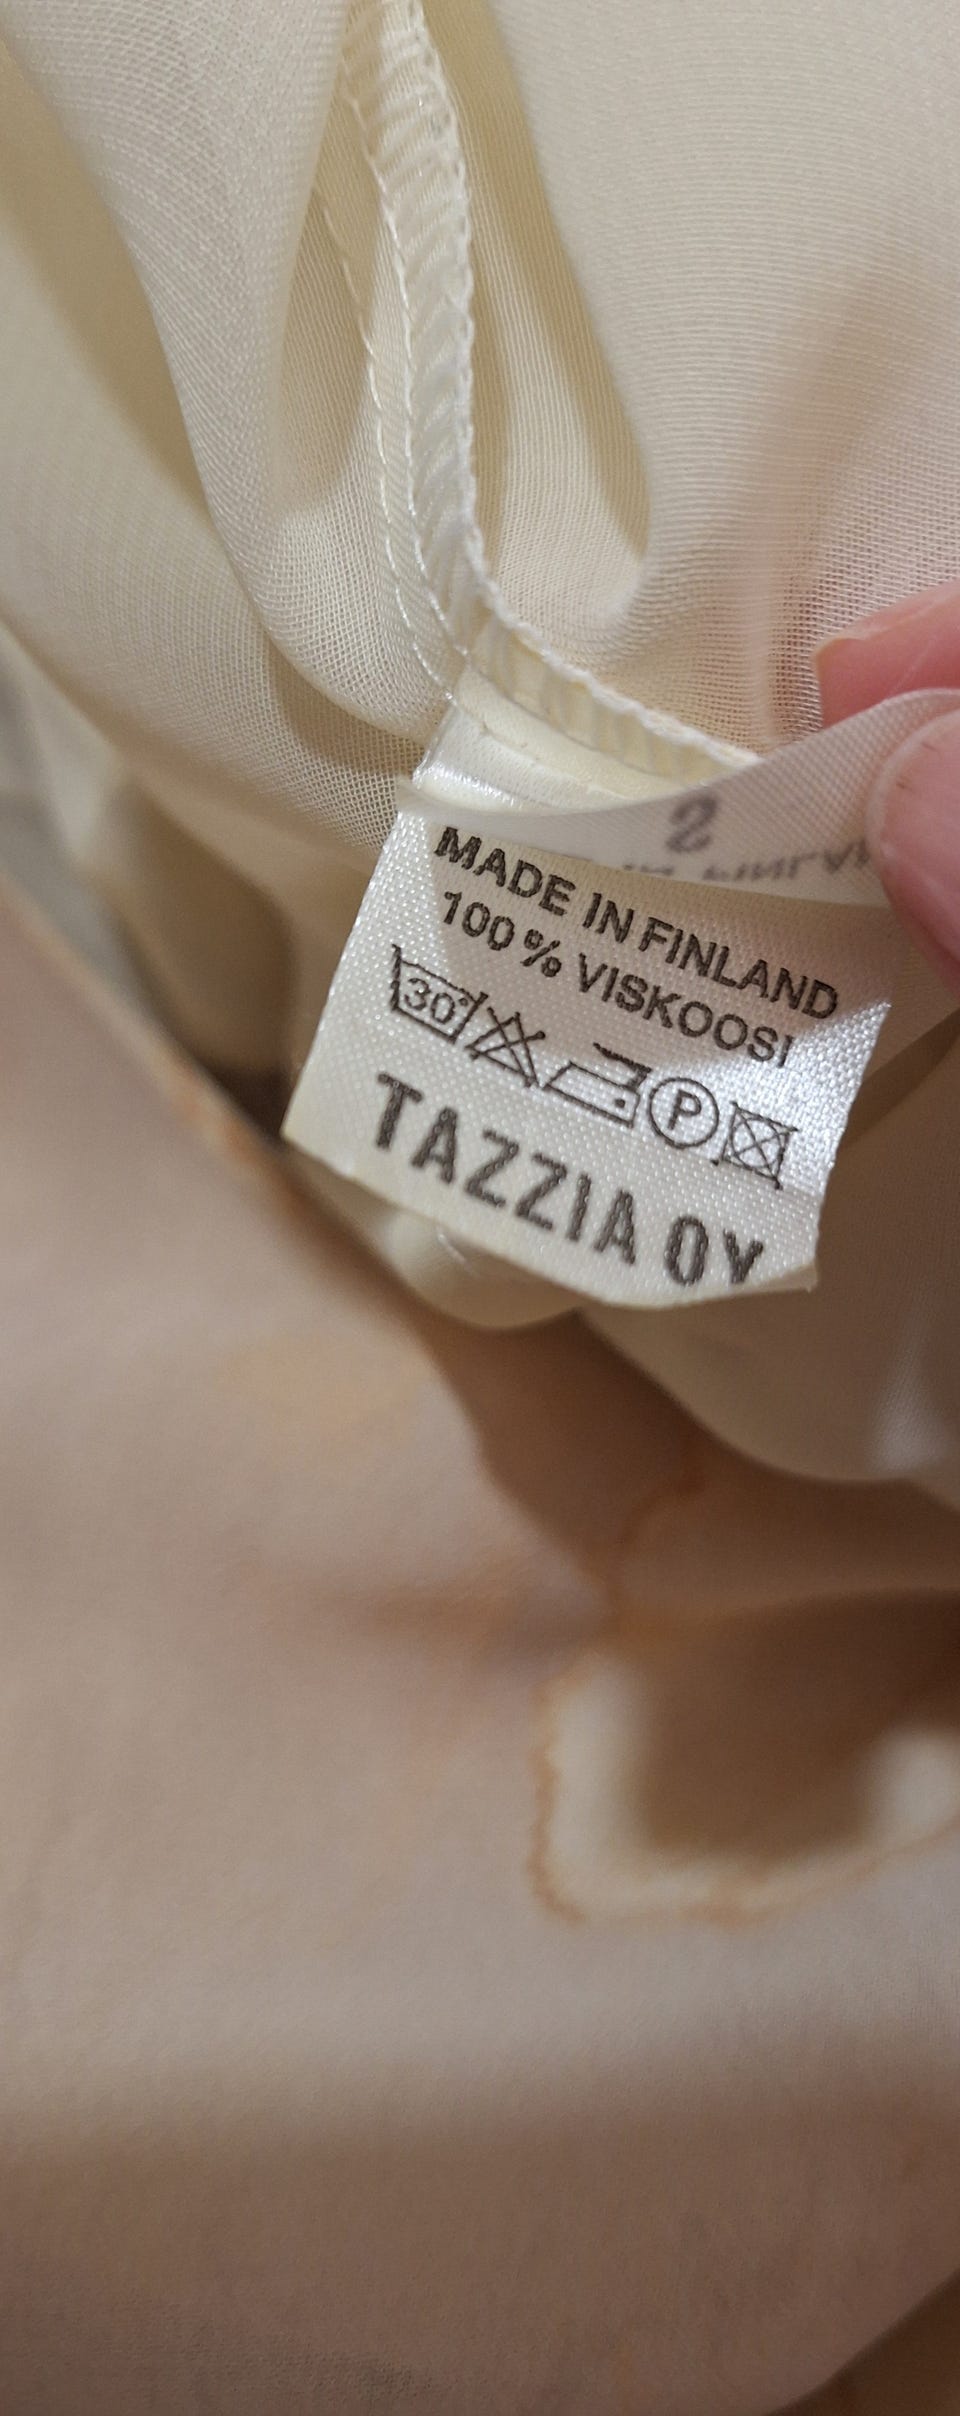 MADE IN FINLAND
100 % VISKOOSI
30° P
TAZZIA OY